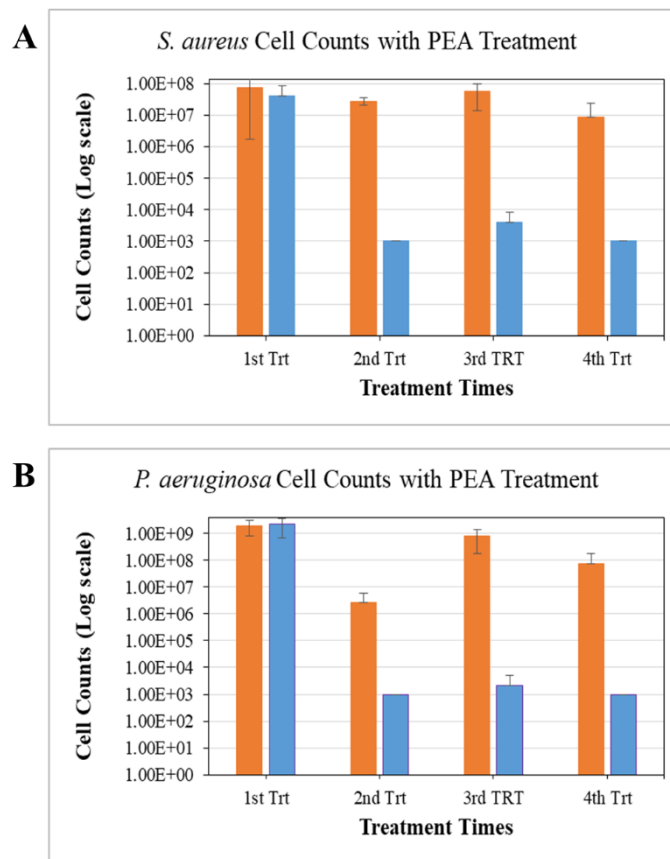 A
S. aureus Cell Counts with PEA Treatment
Cell Counts (Log scale)
1.00E+08
1.00E+07
1.00E+06
1.00E+05
1.00E+04
1.00E+03
1.00E+02
1.00E+01
1.00E+00
1st Trt 2nd Trt 3rd TRT 4th Trt
Treatment Times
B
P. aeruginosa Cell Counts with PEA Treatment
Cell Counts (Log scale)
1.00E+09
1.00E+08
1.00E+07
1.00E+06
1.00E+05
1.00E+04
1.00E+03
1.00E+02
1.00E+01
1.00E+00
1st Trt 2nd Trt 3rd TRT 4th Trt
Treatment Times